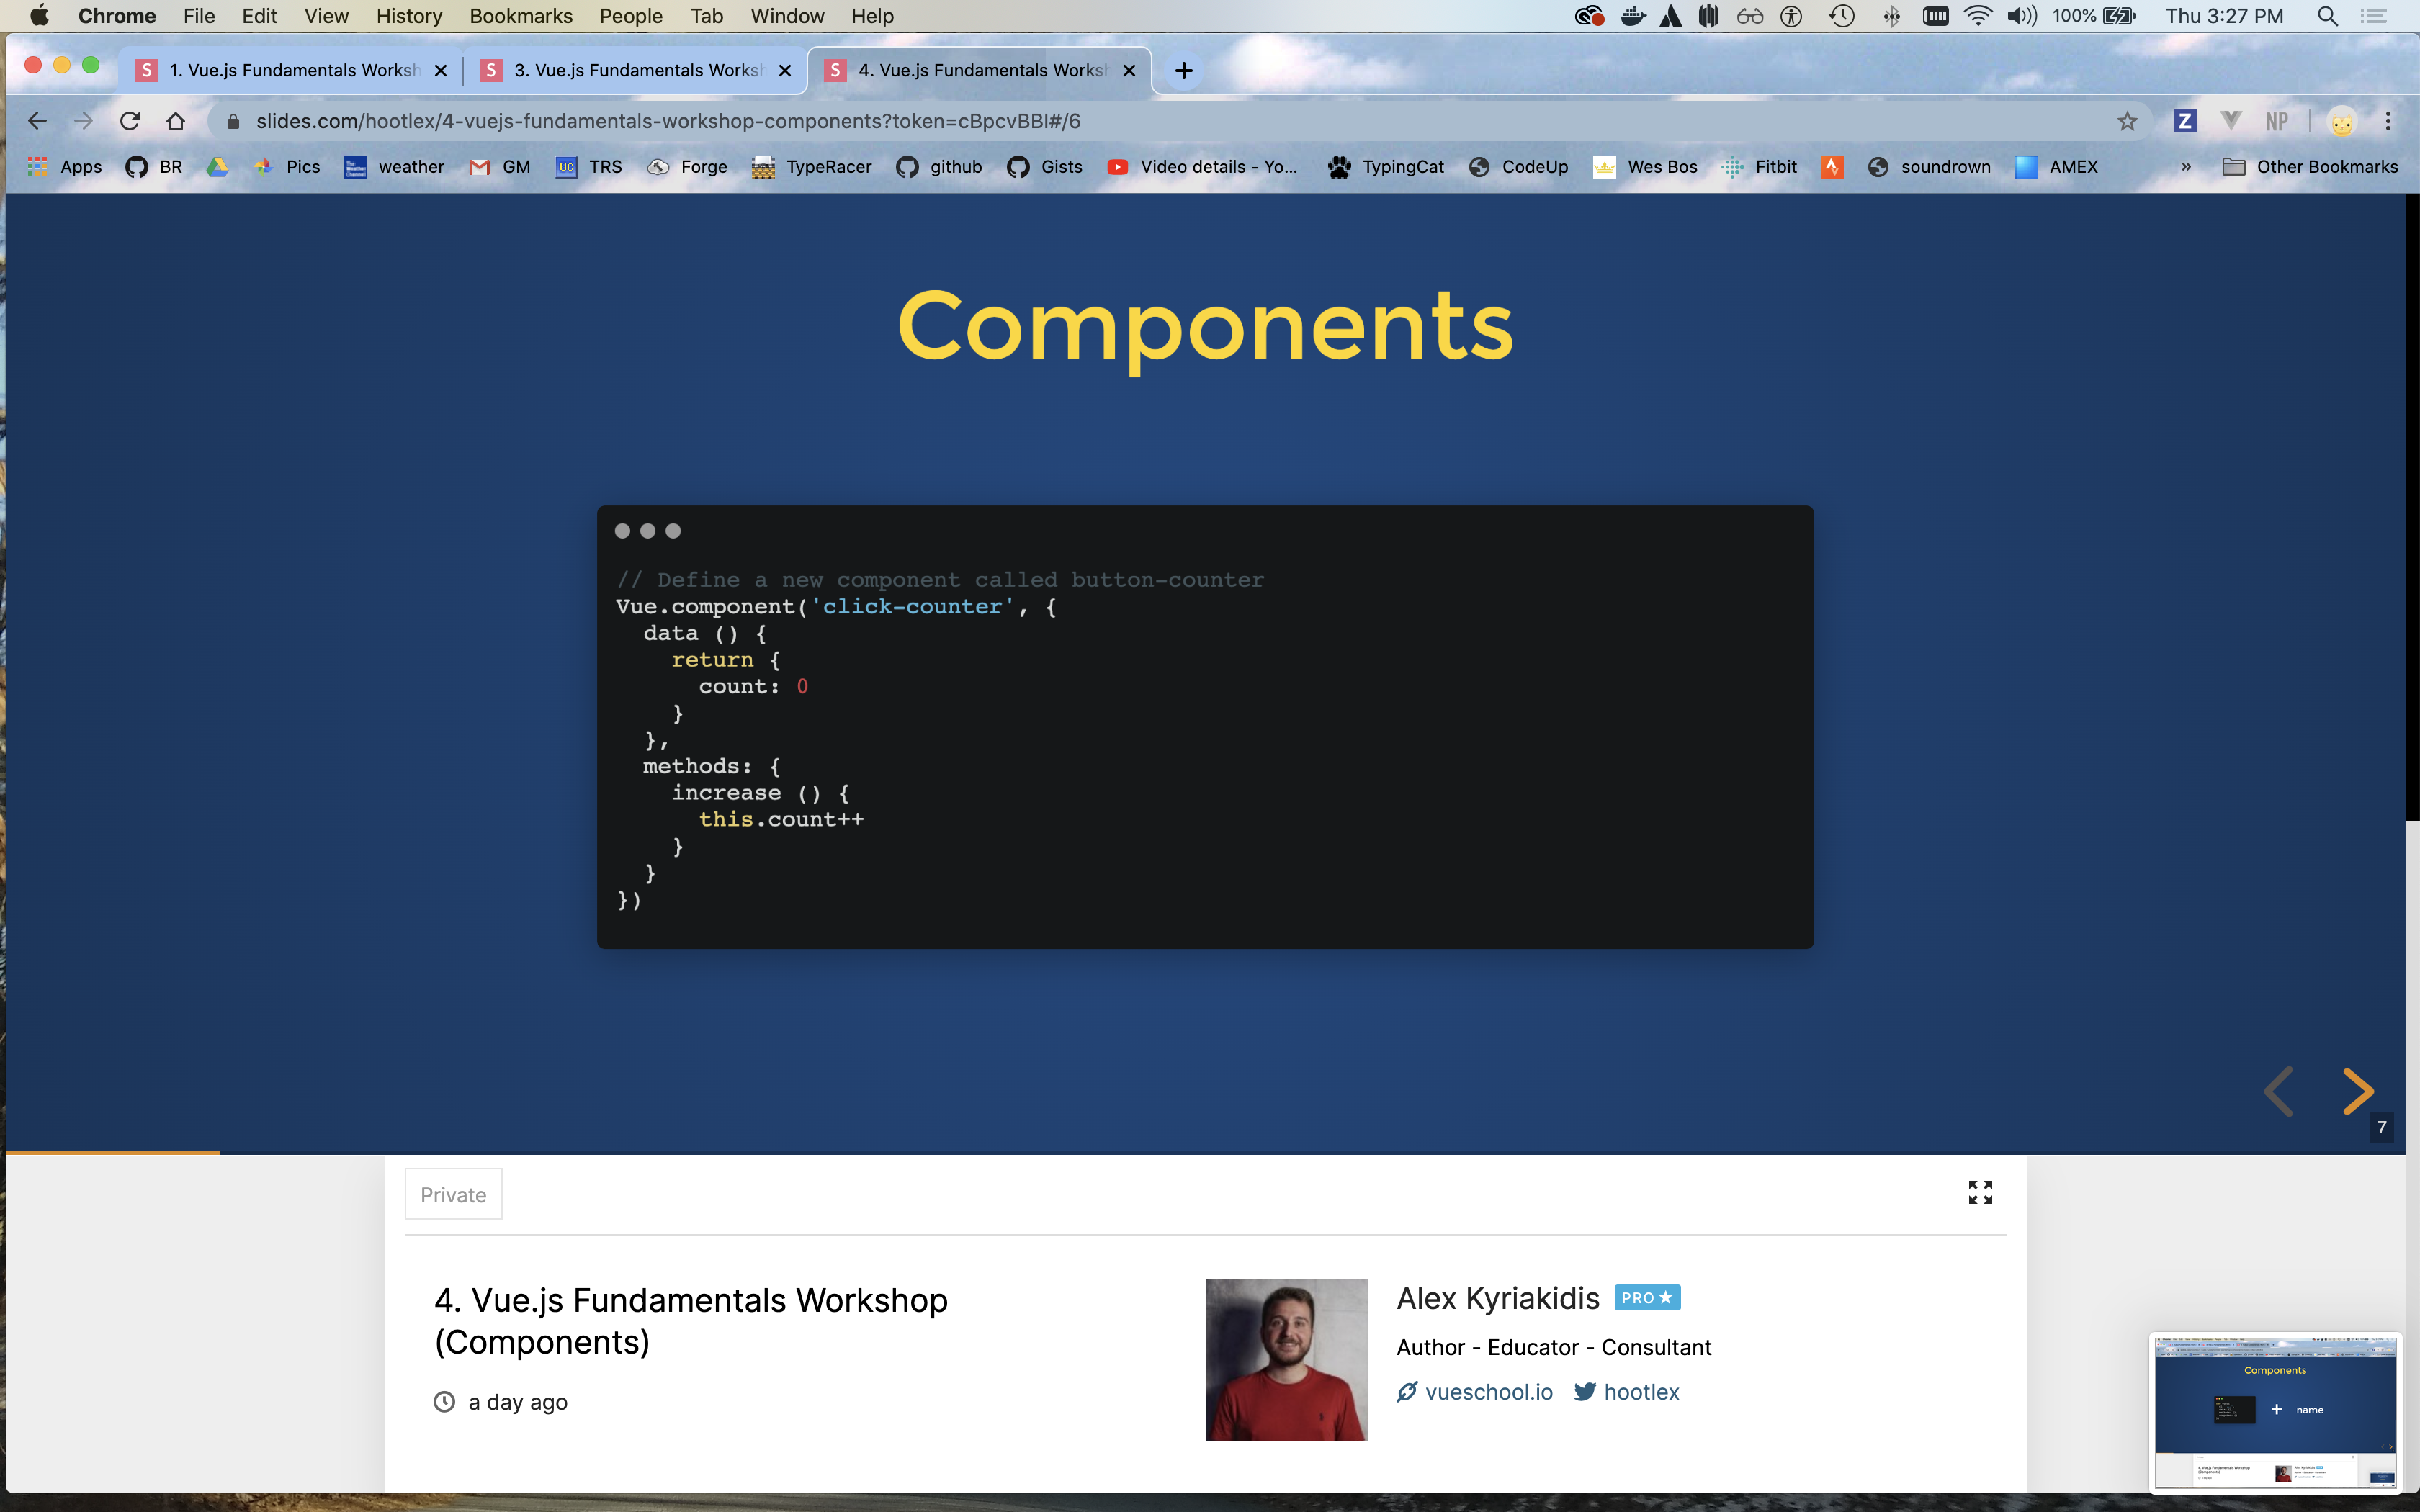 Chrome File Edit View History Bookmarks People Tab Window Help 100% Thu 3:27 PM
S 1. Vue.js Fundamentals Worksh S 3. Vue.js Fundamentals Worksh S 4. Vue.js Fundamentals Worksh
slides.com/hootlex/4-vuejs-fundamentals-workshop-components?token=cBpcvBBI#/6 Z NP
Apps BR Pics weather GM UC TRS Forge TypeRacer github Gists Video details - Yo... TypingCat CodeUp Wes Bos Fitbit soundrown AMEX » Other Bookmarks
Components
// Define a new component called button-counter
Vue.component('click-counter', {
data () {
return {
count: 0
}
},
methods: {
increase () {
this.count++
}
}
})
7
Private
4. Vue.js Fundamentals Workshop
(Components)
a day ago
Alex Kyriakidis PRO
Author - Educator - Consultant
vueschool.io hootlex
Components
+ name